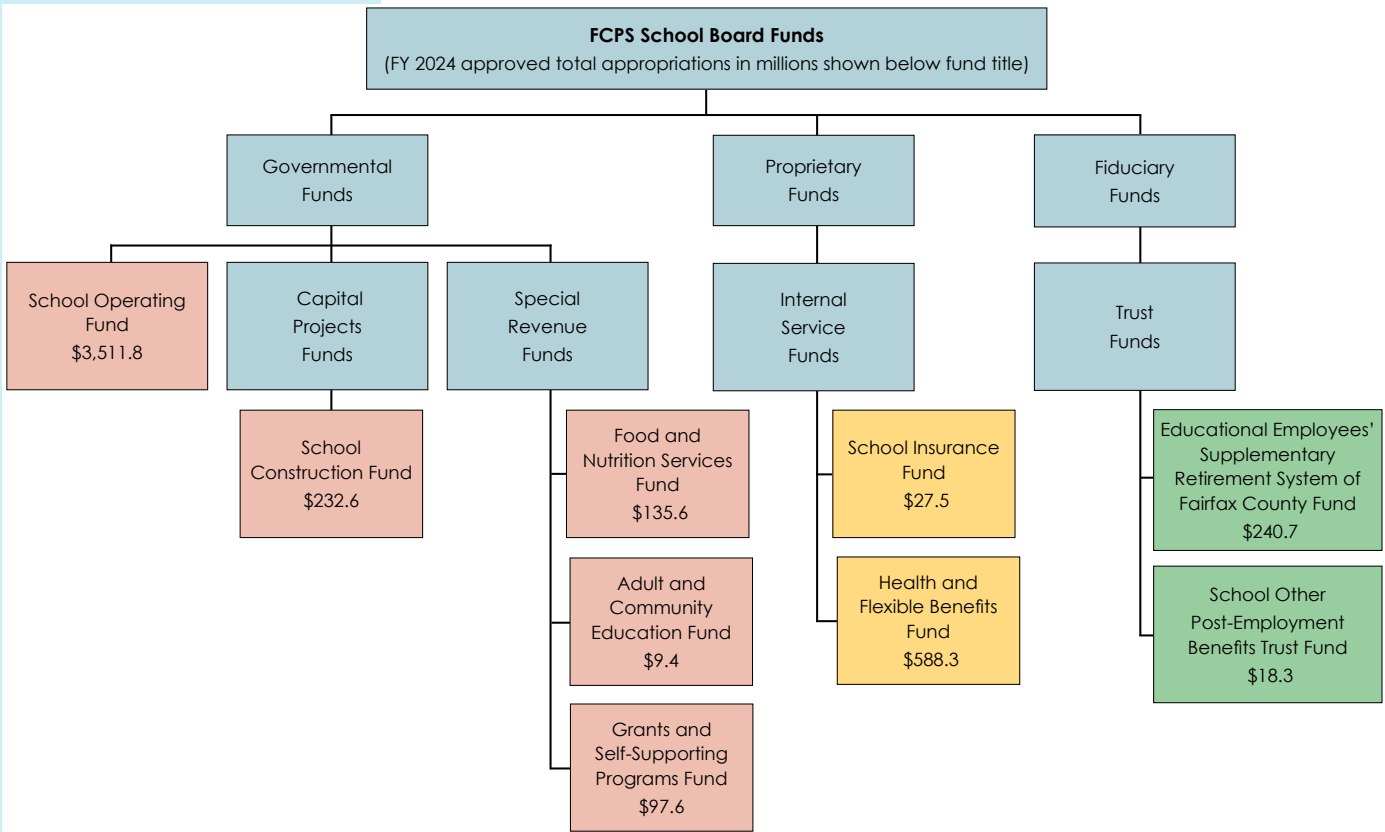 FCPS School Board Funds
(FY 2024 approved total appropriations in millions shown below fund title)
Governmental
Funds
Proprietary
Funds
Fiduciary
Funds
School Operating
Fund
$3,511.8
Capital
Projects
Funds
Special
Revenue
Funds
Internal
Service
Funds
Trust
Funds
School
Construction Fund
$232.6
Food and
Nutrition Services
Fund
$135.6
School Insurance
Fund
$27.5
Educational Employees’
Supplementary
Retirement System of
Fairfax County Fund
$240.7
Adult and
Community
Education Fund
$9.4
Health and
Flexible Benefits
Fund
$588.3
School Other
Post-Employment
Benefits Trust Fund
$18.3
Grants and
Self-Supporting
Programs Fund
$97.6